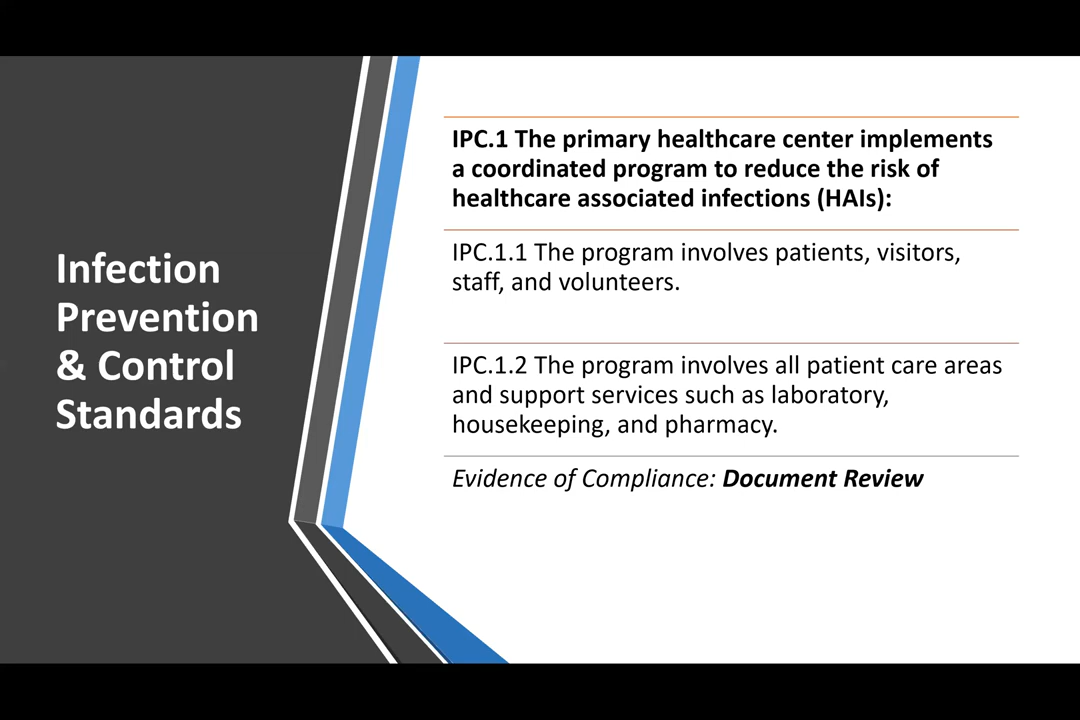 Infection
Prevention
& Control
Standards
IPC.1 The primary healthcare center implements
a coordinated program to reduce the risk of
healthcare associated infections (HAIs):
IPC.1.1 The program involves patients, visitors,
staff, and volunteers.
IPC.1.2 The program involves all patient care areas
and support services such as laboratory,
housekeeping, and pharmacy.
Evidence of Compliance: Document Review